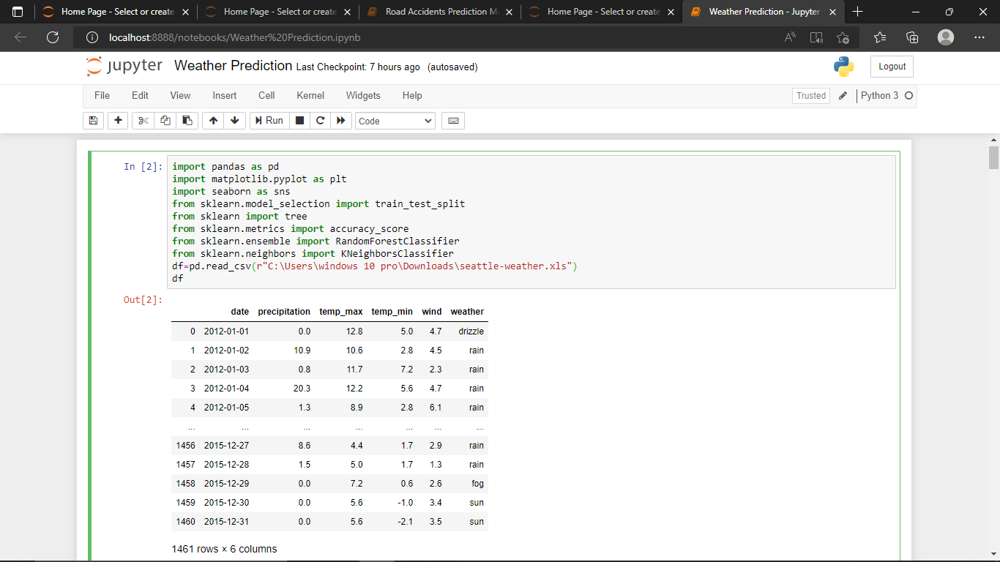 Home Page - Select or create
Home Page - Select or create
Road Accidents Prediction M
Home Page - Select or create
Weather Prediction - Jupyter
localhost:8888/notebooks/Weather%20Prediction.ipynb
jupyter Weather Prediction Last Checkpoint: 7 hours ago (autosaved)
Logout
File Edit View Insert Cell Kernel Widgets Help
Trusted Python 3
Run Code
In [2]:
import pandas as pd
import matplotlib.pyplot as plt
import seaborn as sns
from sklearn.model_selection import train_test_split
from sklearn import tree
from sklearn.metrics import accuracy_score
from sklearn.ensemble import RandomForestClassifier
from sklearn.neighbors import KNeighborsClassifier
df=pd.read_csv(r"C:\Users\windows 10 pro\Downloads\seattle-weather.xls")
df
Out[2]:
date precipitation temp_max temp_min wind weather
0 2012-01-01 0.0 12.8 5.0 4.7 drizzle
1 2012-01-02 10.9 10.6 2.8 4.5 rain
2 2012-01-03 0.8 11.7 7.2 2.3 rain
3 2012-01-04 20.3 12.2 5.6 4.7 rain
4 2012-01-05 1.3 8.9 2.8 6.1 rain
... ... ... ... ... ... ...
1456 2015-12-27 8.6 4.4 1.7 2.9 rain
1457 2015-12-28 1.5 5.0 1.7 1.3 rain
1458 2015-12-29 0.0 7.2 0.6 2.6 fog
1459 2015-12-30 0.0 5.6 -1.0 3.4 sun
1460 2015-12-31 0.0 5.6 -2.1 3.5 sun
1461 rows × 6 columns